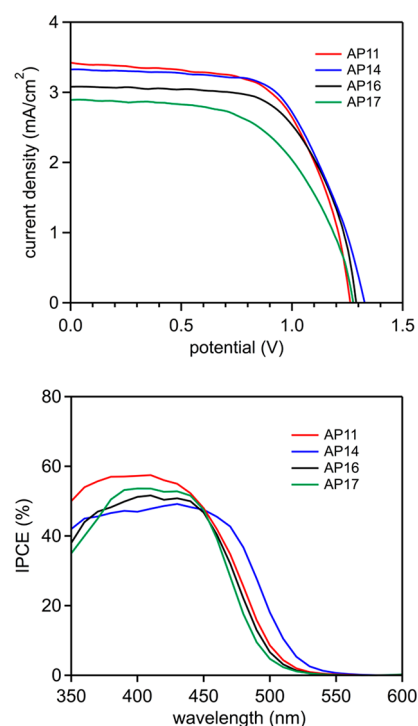 4
3
2
1
0
current density (mA/cm²)
AP11
AP14
AP16
AP17
0.0
0.5
1.0
1.5
potential (V)
80
60
40
20
0
IPCE (%)
AP11
AP14
AP16
AP17
350
400
450
500
550
600
wavelength (nm)